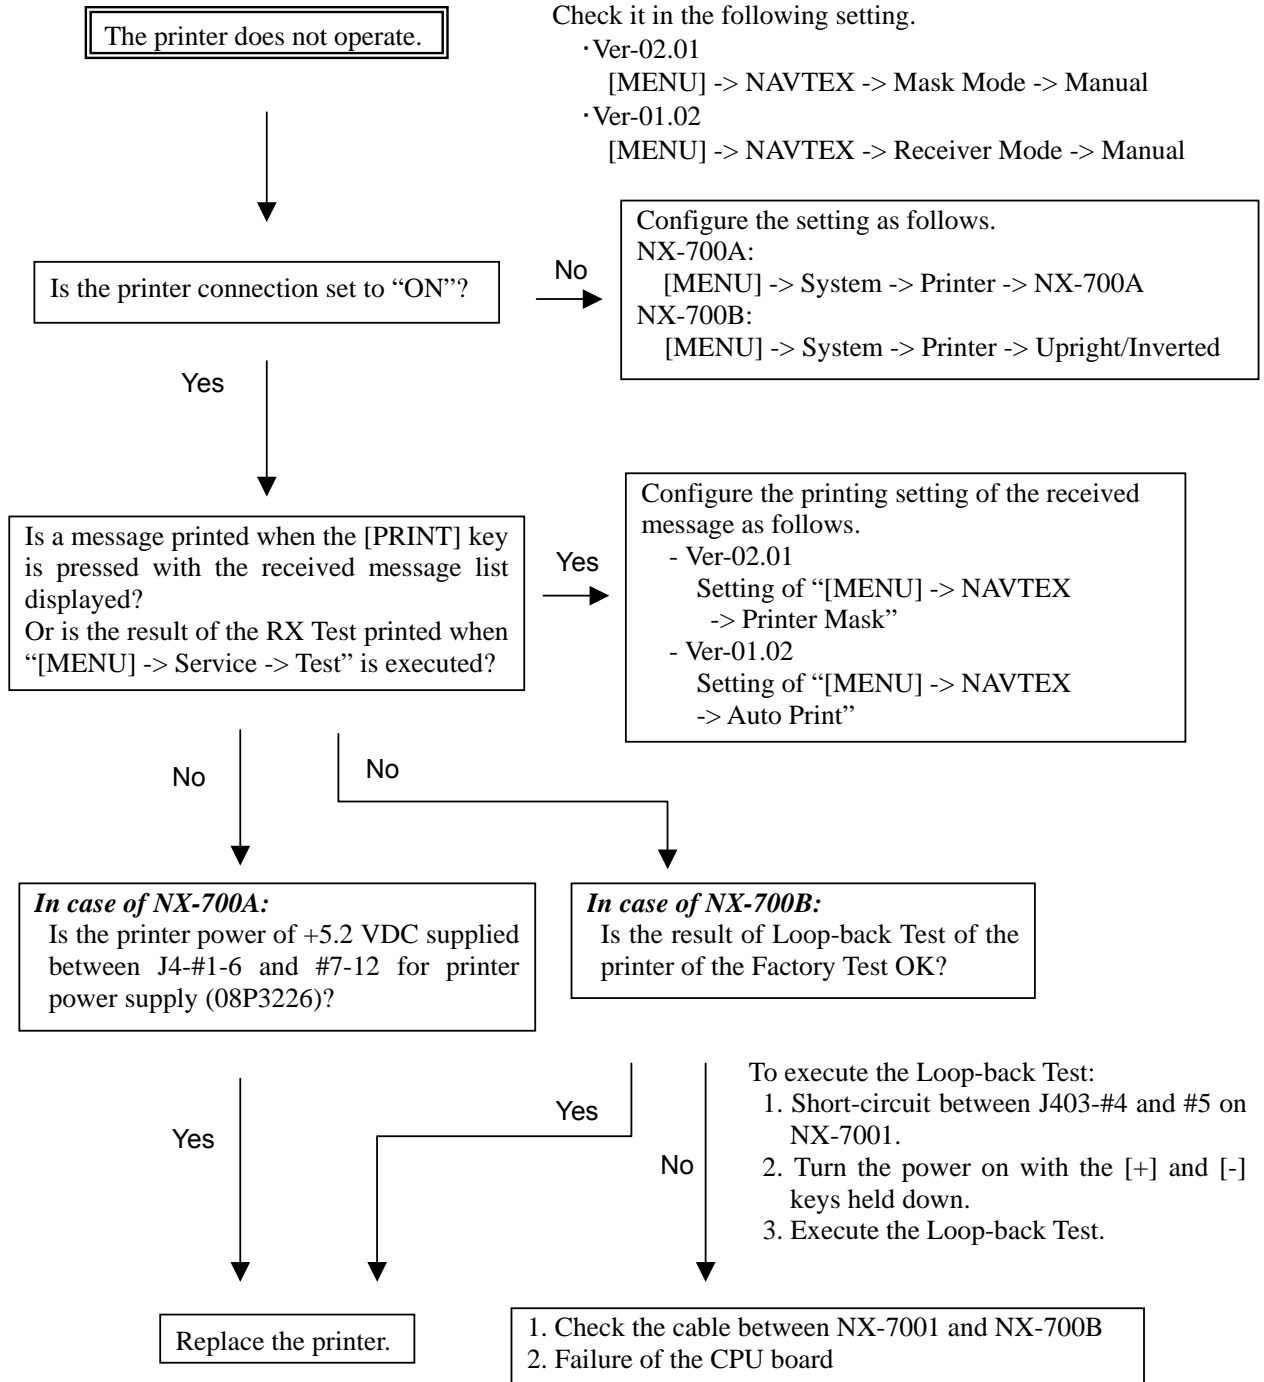 The printer does not operate.
Check it in the following setting.
・Ver-02.01
[MENU] -> NAVTEX -> Mask Mode -> Manual
・Ver-01.02
[MENU] -> NAVTEX -> Receiver Mode -> Manual
Is the printer connection set to “ON”?
No
Configure the setting as follows.
NX-700A:
[MENU] -> System -> Printer -> NX-700A
NX-700B:
[MENU] -> System -> Printer -> Upright/Inverted
Yes
Is a message printed when the [PRINT] key
is pressed with the received message list
displayed?
Or is the result of the RX Test printed when
“[MENU] -> Service -> Test” is executed?
Yes
Configure the printing setting of the received
message as follows.
- Ver-02.01
Setting of “[MENU] -> NAVTEX
-> Printer Mask”
- Ver-01.02
Setting of “[MENU] -> NAVTEX
-> Auto Print”
No
No
In case of NX-700A:
Is the printer power of +5.2 VDC supplied
between J4-#1-6 and #7-12 for printer
power supply (08P3226)?
In case of NX-700B:
Is the result of Loop-back Test of the
printer of the Factory Test OK?
Yes
Yes
No
To execute the Loop-back Test:
1. Short-circuit between J403-#4 and #5 on
NX-7001.
2. Turn the power on with the [+] and [-]
keys held down.
3. Execute the Loop-back Test.
Replace the printer.
1. Check the cable between NX-7001 and NX-700B
2. Failure of the CPU board